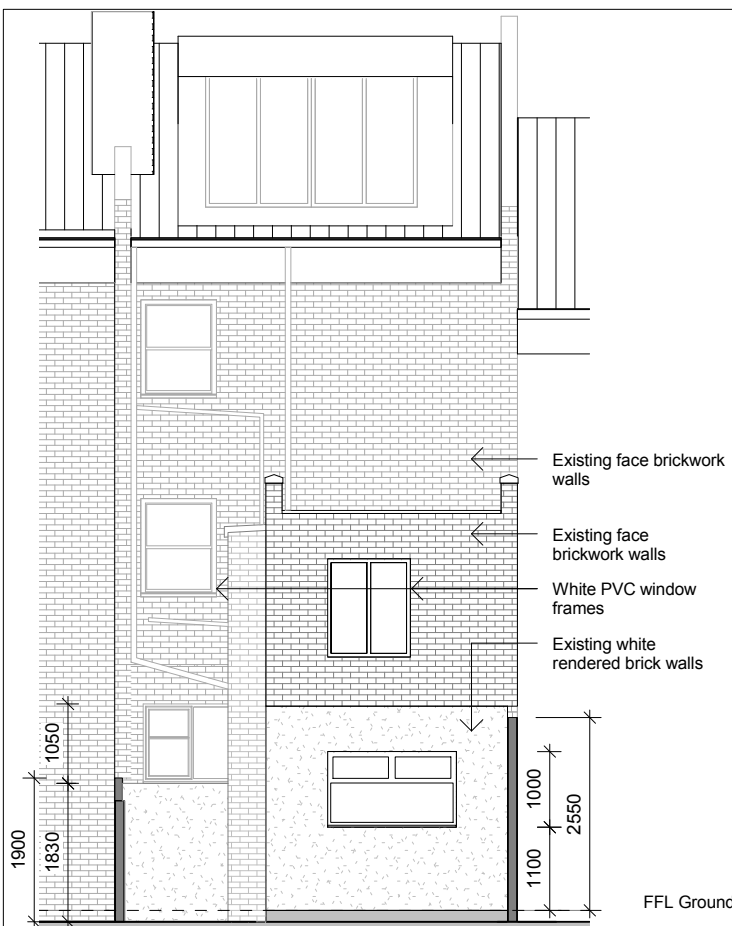 Existing face brickwork
walls
Existing face
brickwork walls
White PVC window
frames
Existing white
rendered brick walls
1050
1900
1830
1000
2550
1100
FFL Ground